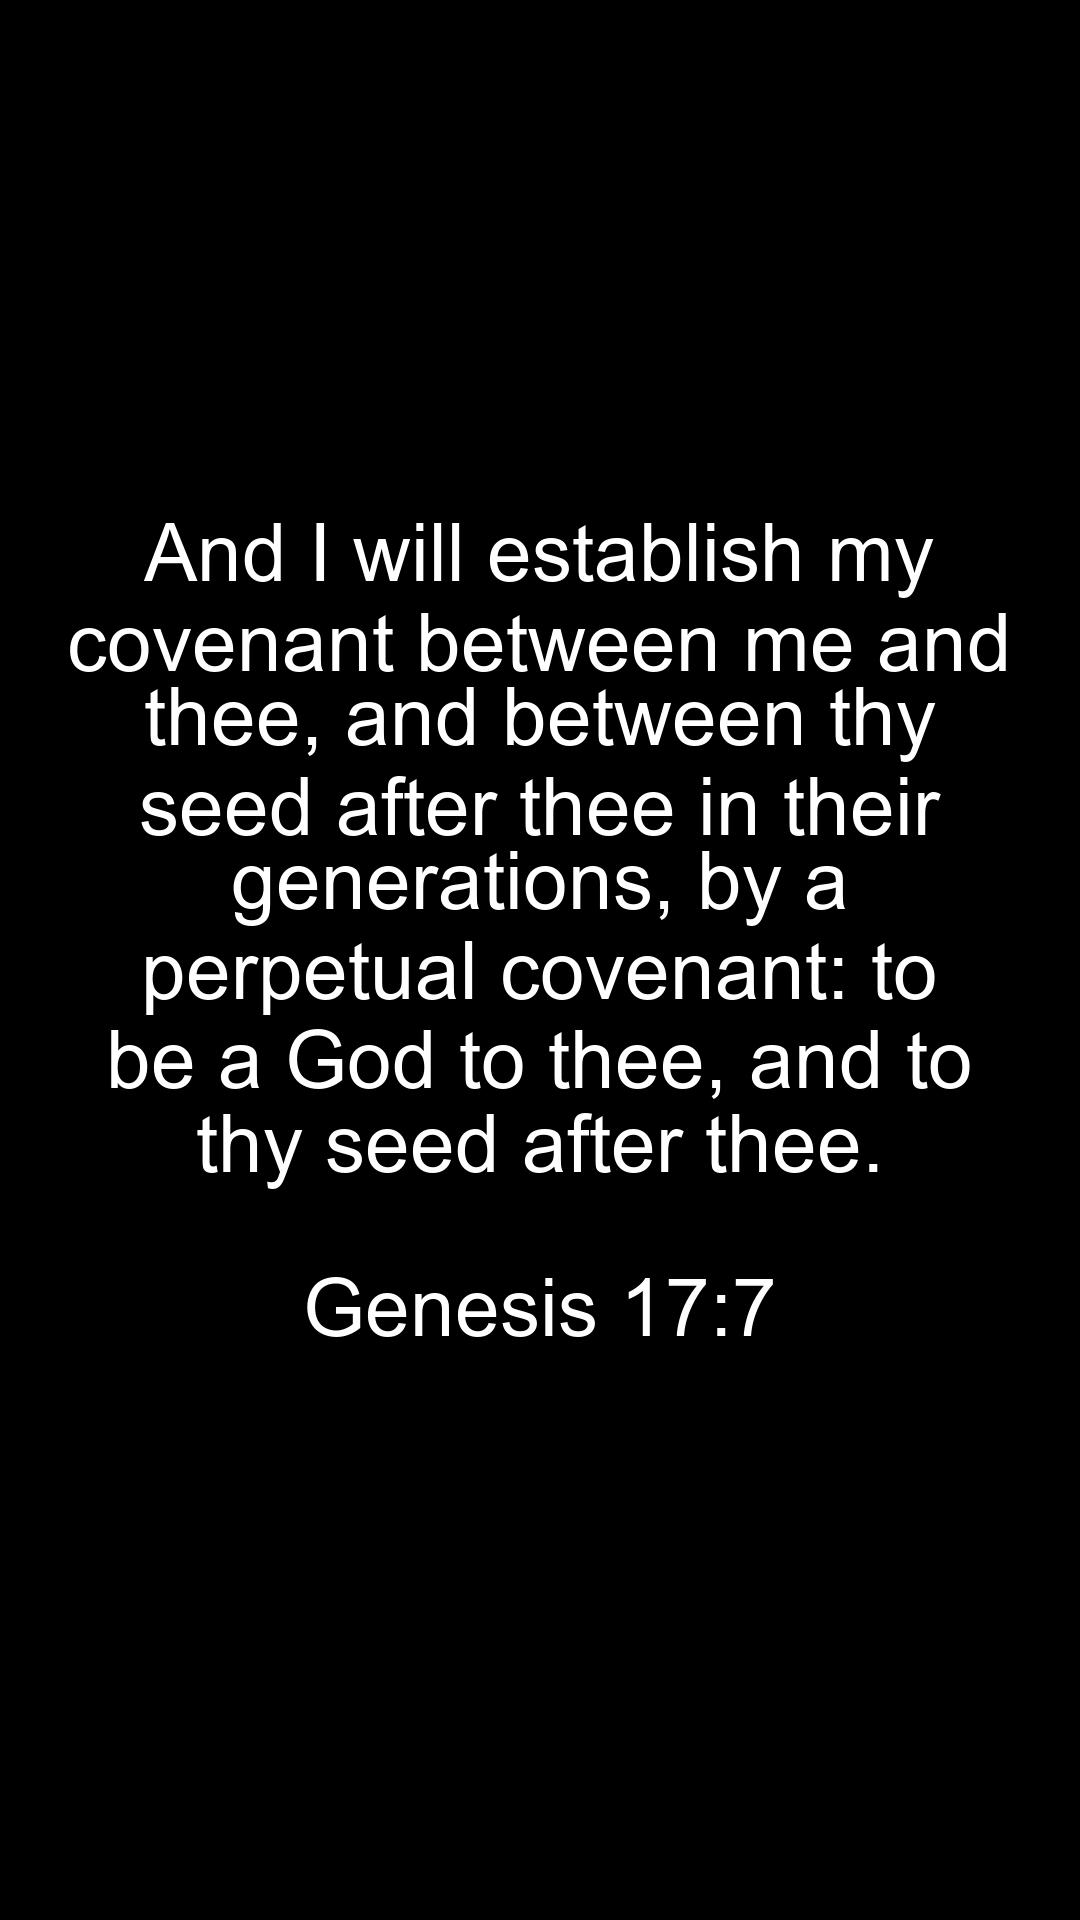 And I will establish my
covenant between me and
thee, and between thy
seed after thee in their
generations, by a
perpetual covenant: to
be a God to thee, and to
thy seed after thee.
Genesis 17:7